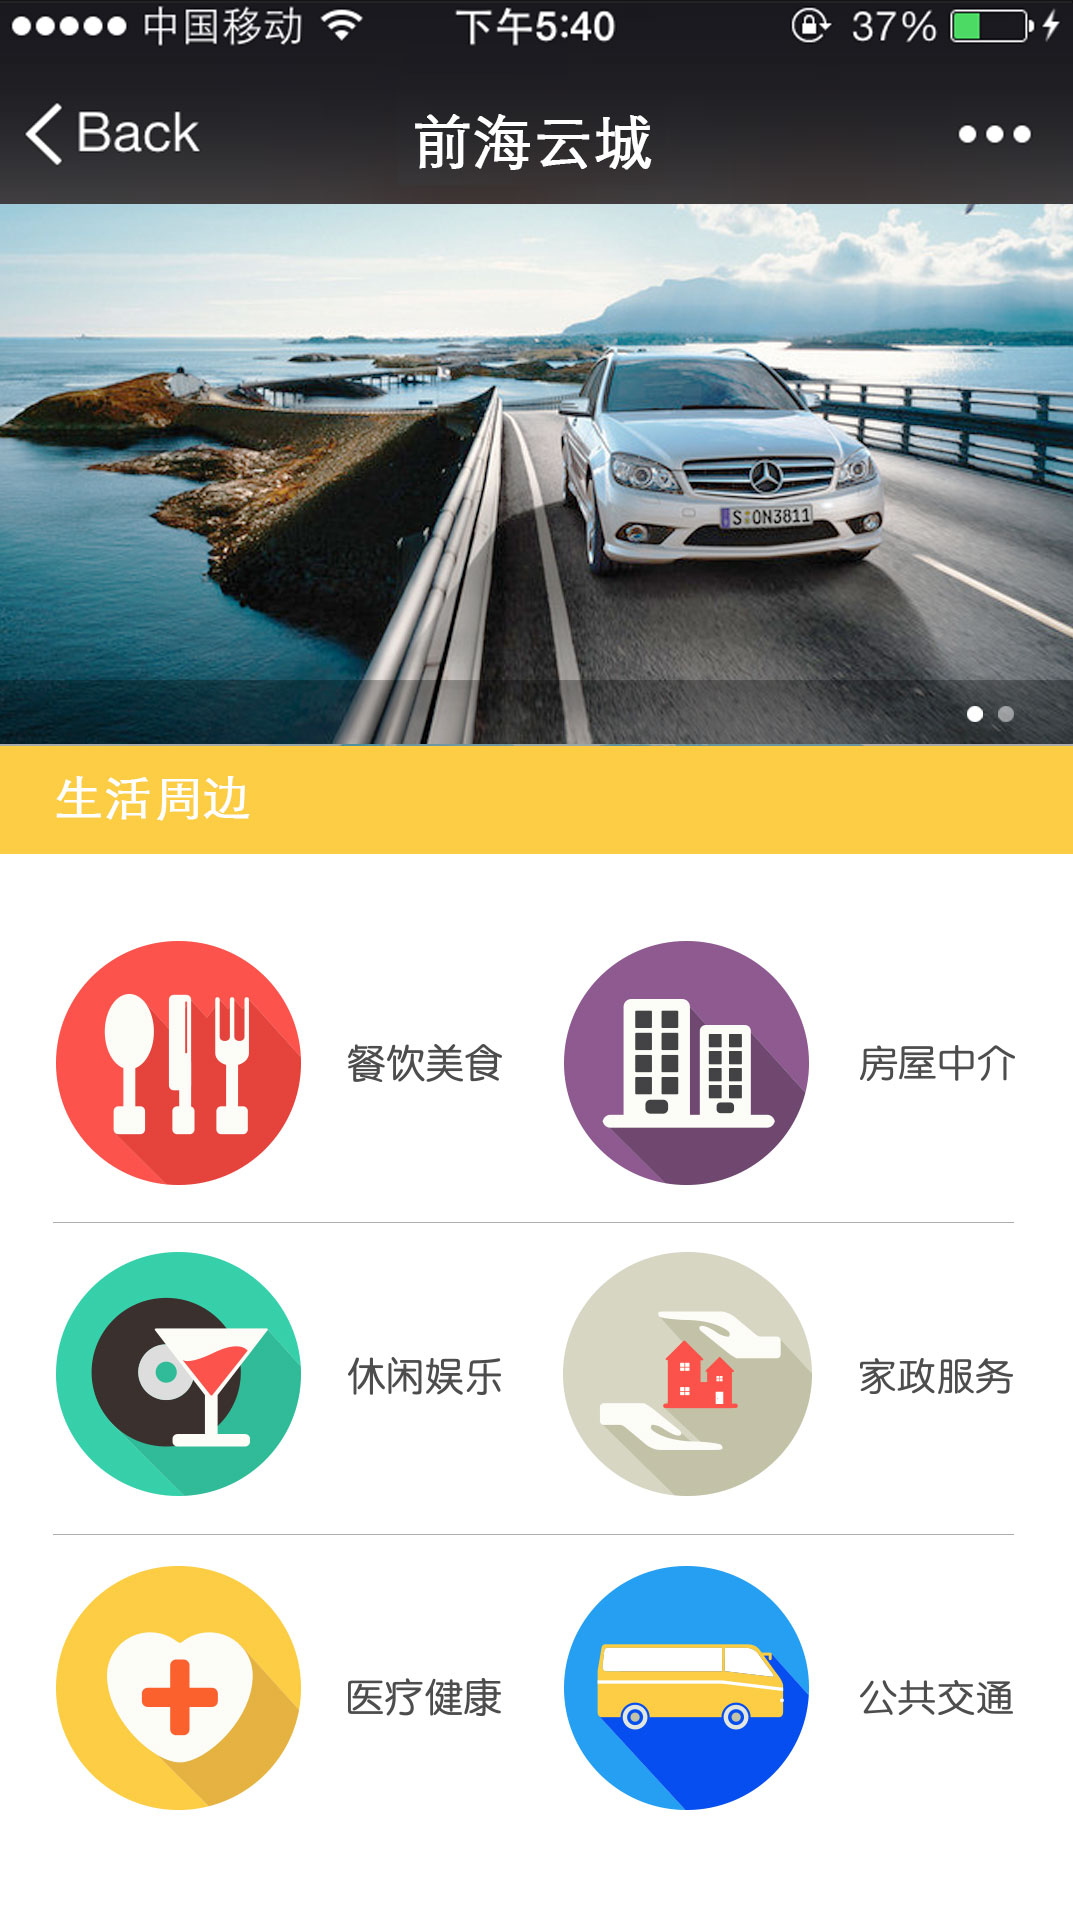 中国移动 下午5:40 37%
Back 前海云城
S ON3811
生活周边
餐饮美食 房屋中介
休闲娱乐 家政服务
医疗健康 公共交通